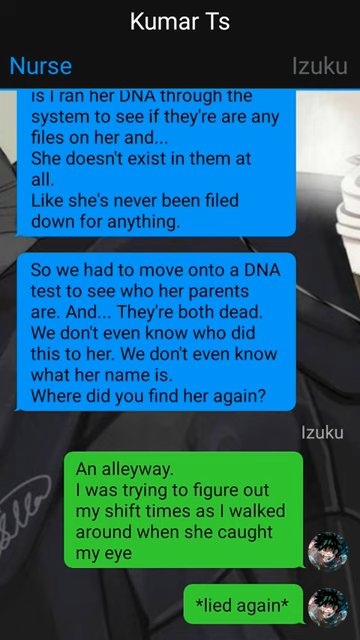 Kumar Ts
Nurse
Izuku
is I ran her DNA through the
system to see if they're are any
files on her and...
She doesn't exist in them at
all.
Like she's never been filed
down for anything.
So we had to move onto a DNA
test to see who her parents
are. And... They're both dead.
We don't even know who did
this to her. We don't even know
what her name is.
Where did you find her again?
Izuku
An alleyway.
I was trying to figure out
my shift times as I walked
around when she caught
my eye
*lied again*